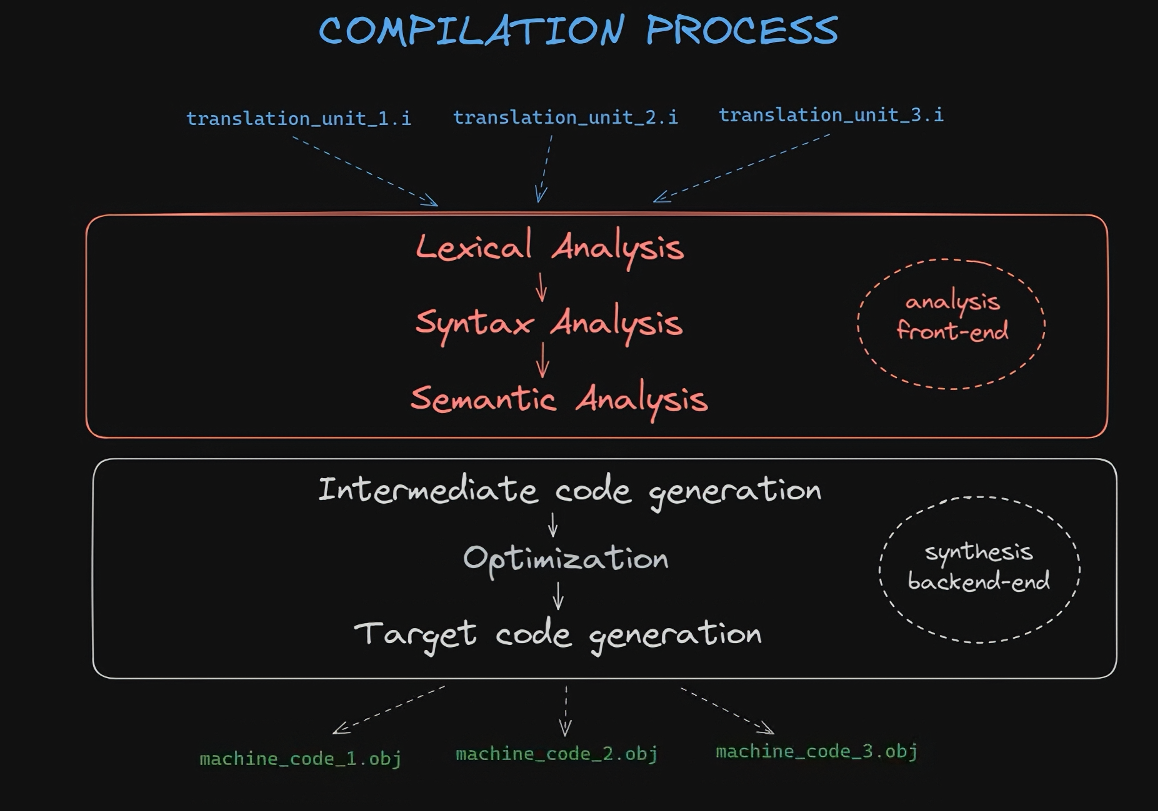 COMPILATION PROCESS
translation_unit_1.i
translation_unit_2.i
translation_unit_3.i
Lexical Analysis
Syntax Analysis
Semantic Analysis
analysis
front-end
Intermediate code generation
Optimization
Target code generation
synthesis
backend-end
machine_code_1.obj
machine_code_2.obj
machine_code_3.obj